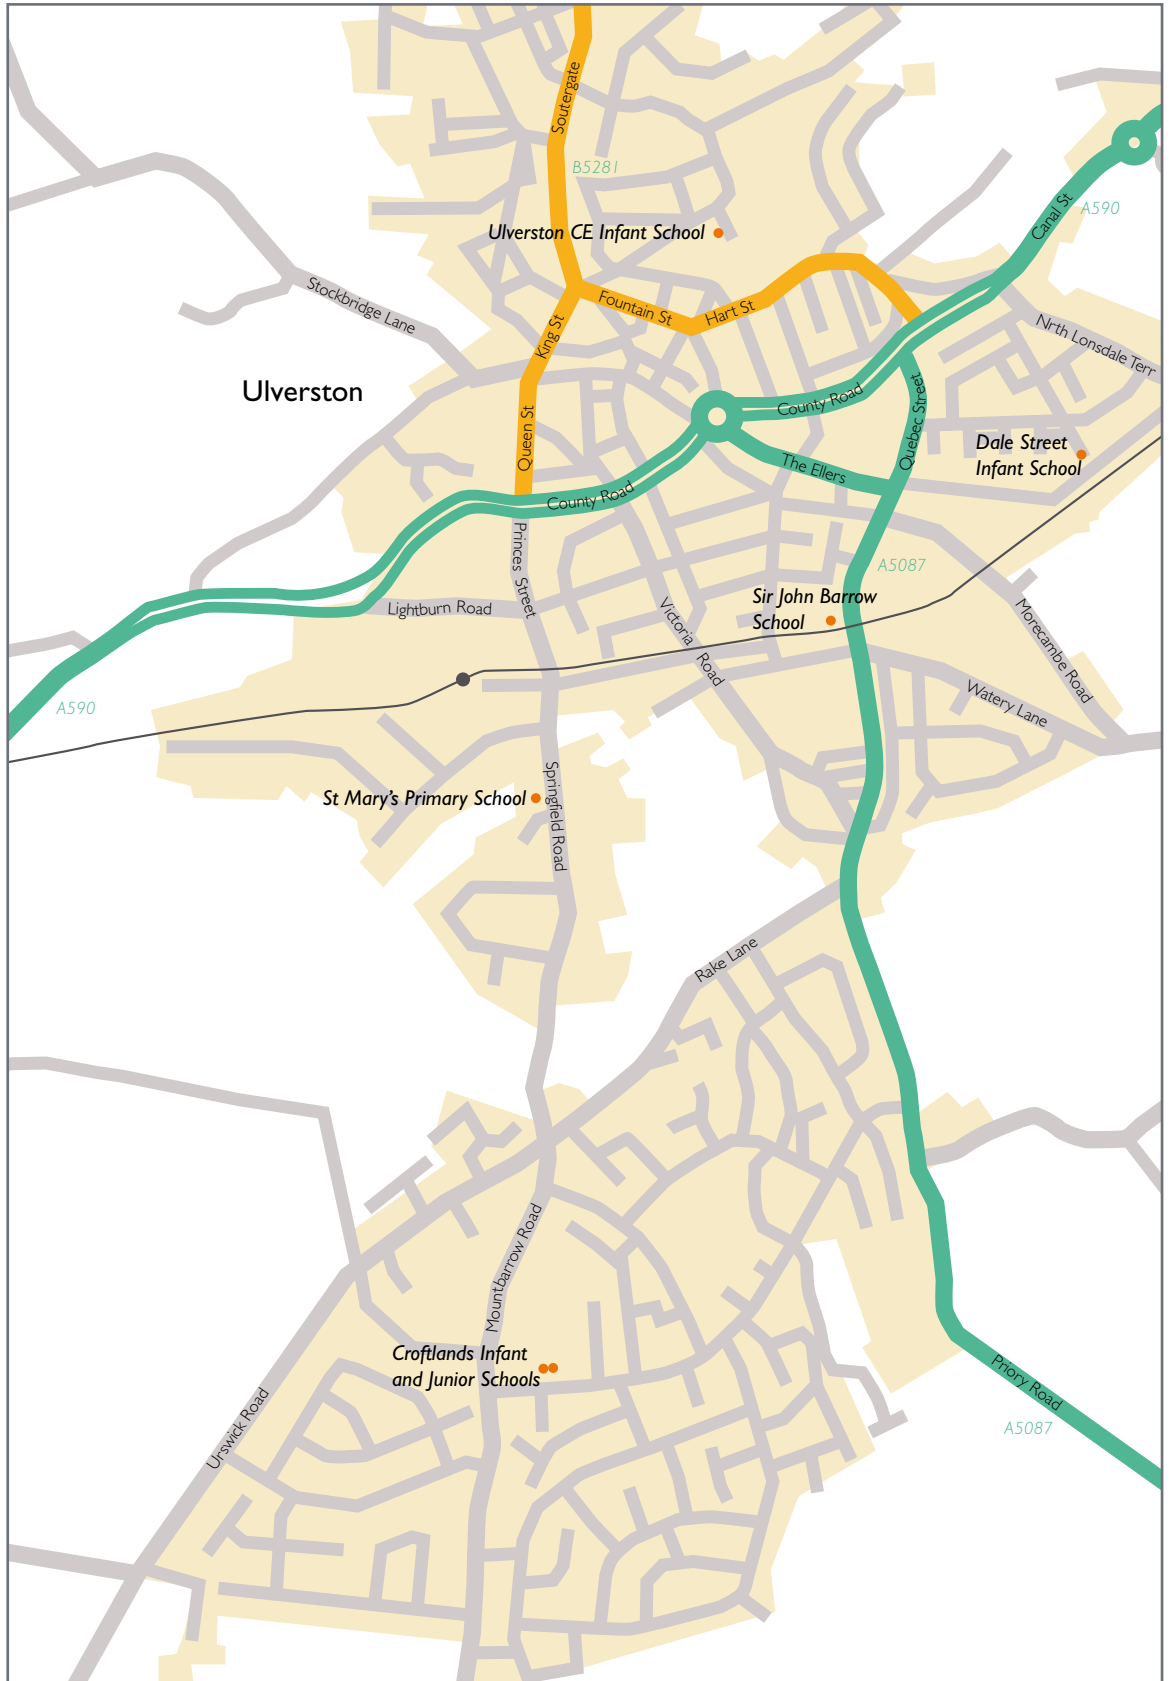 Soutergate
B5281
Canal St
A590
Ulverston CE Infant School
Stockbridge Lane
Fountain St
Hart St
King St
Nrth Lonsdale Terr
Ulverston
County Road
Quebec Street
Queen St
Dale Street
Infant School
The Ellers
County Road
Princes Street
A5087
Lightburn Road
Sir John Barrow
School
Victoria Road
Morecambe Road
Watery Lane
A590
St Mary's Primary School
Springfield Road
Rake Lane
Mountbarrow Road
Croftlands Infant
and Junior Schools
Priory Road
Urswick Road
A5087